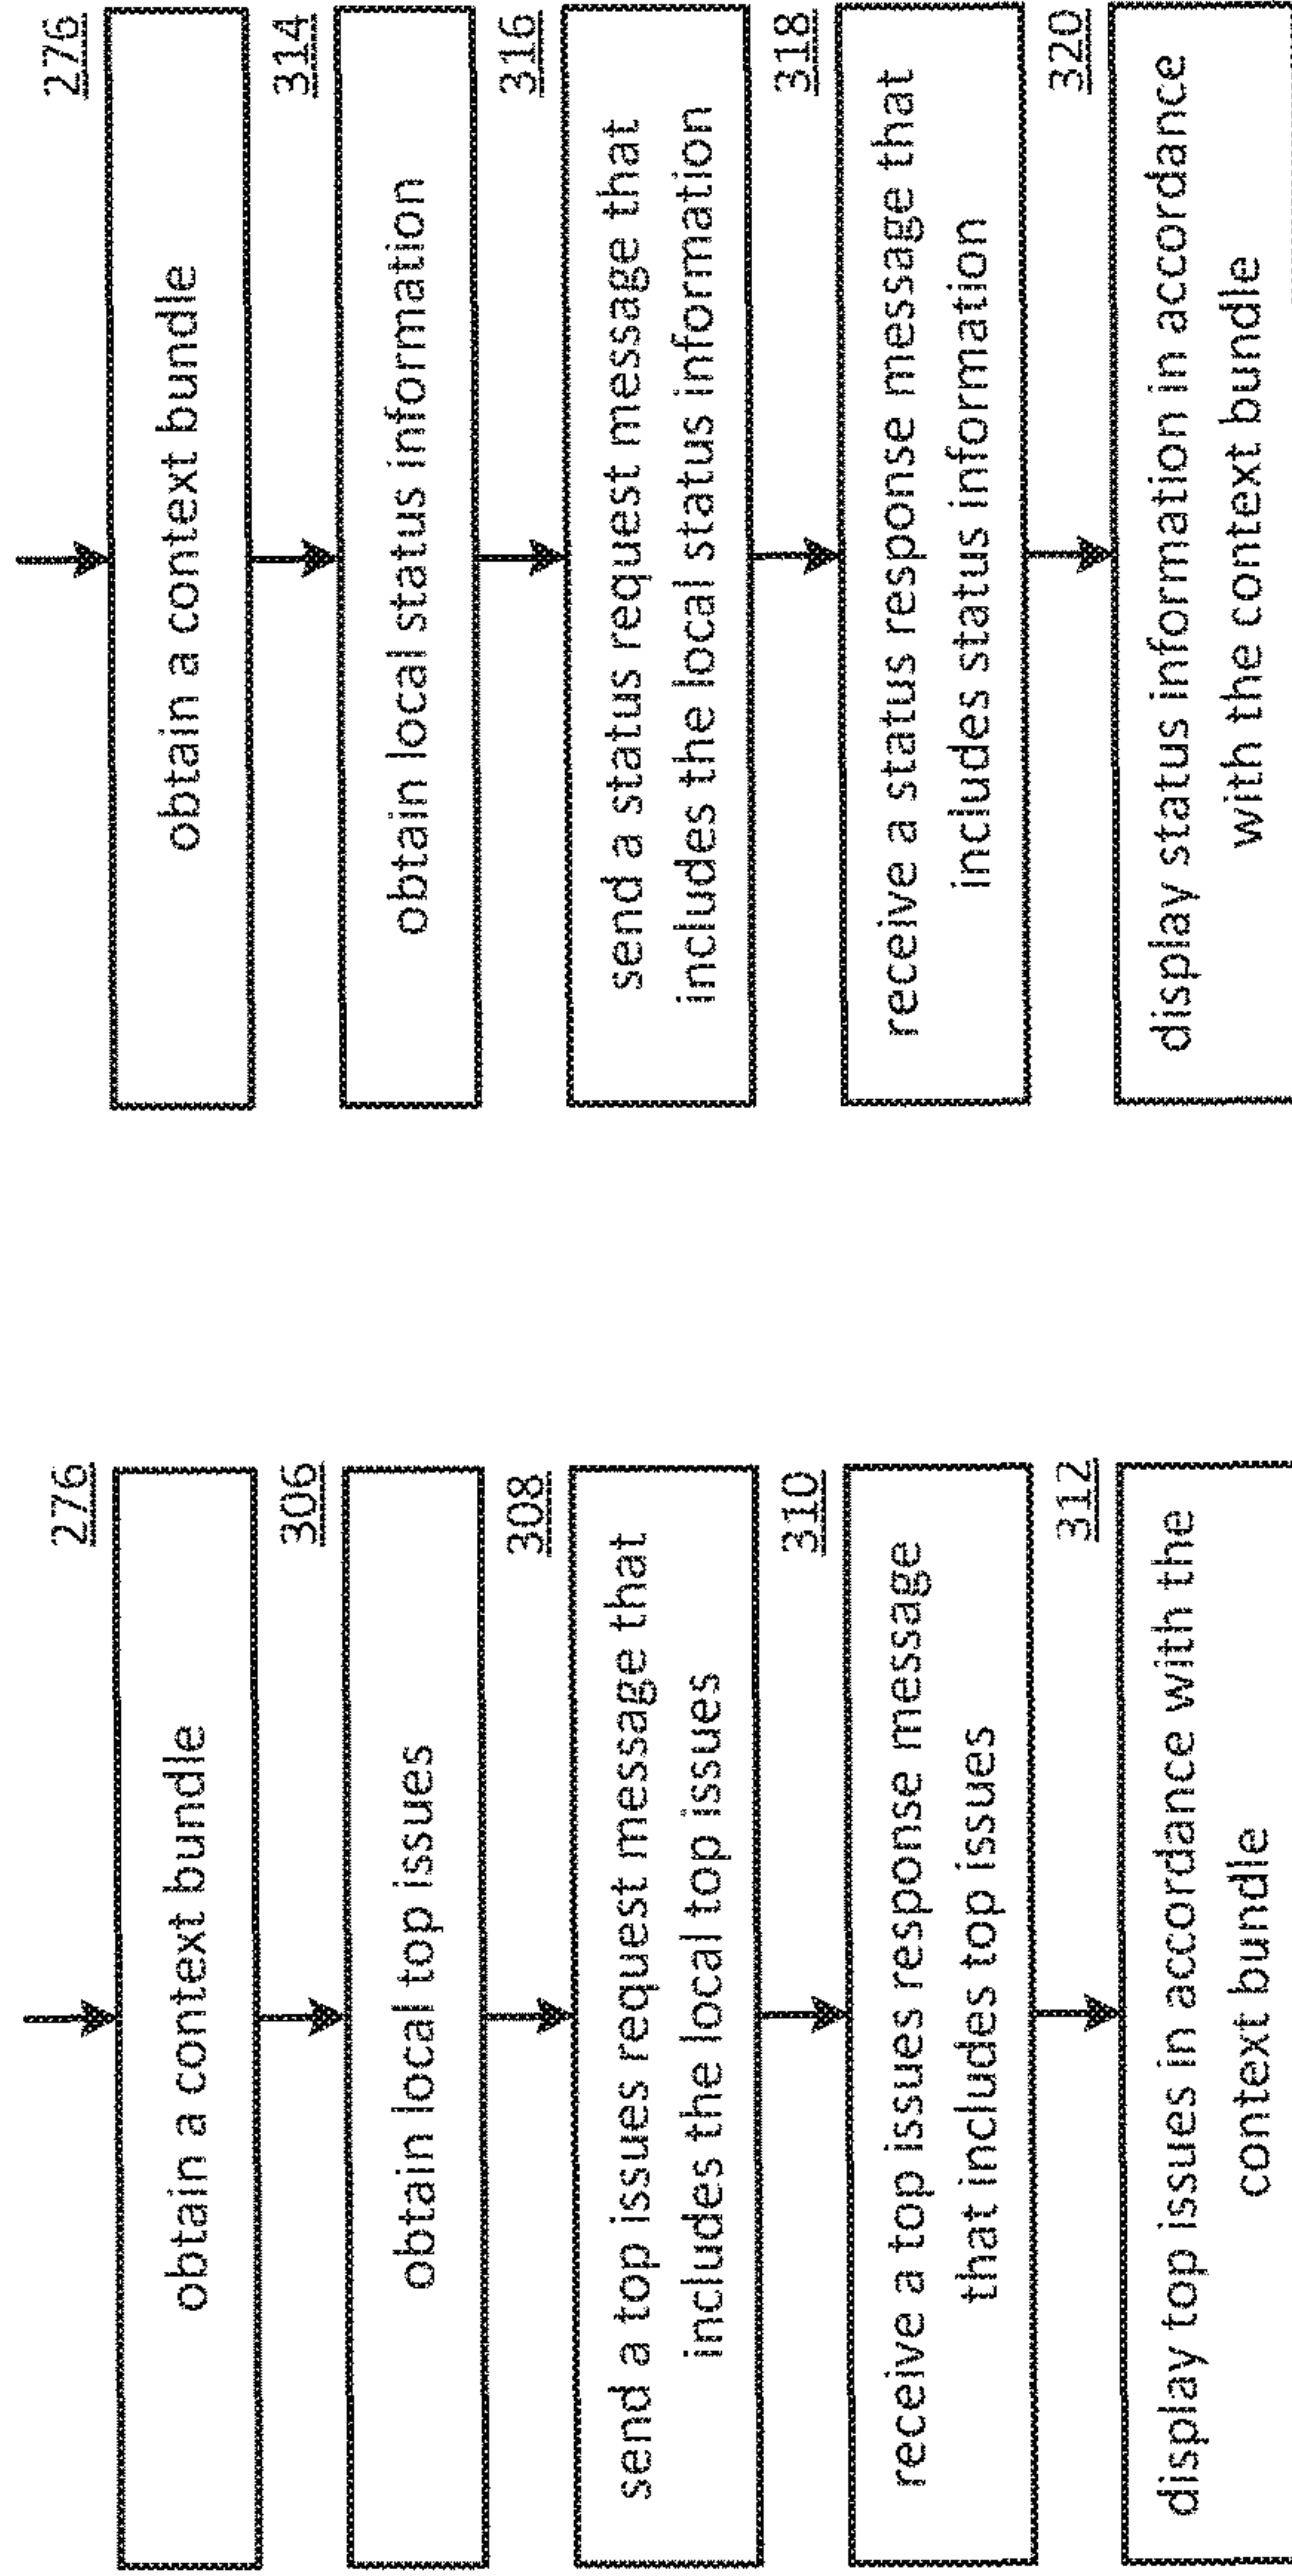 276
obtain a context bundle
306
obtain local top issues
308
send a top issues request message that
includes the local top issues
310
receive a top issues response message
that includes top issues
312
display top issues in accordance with the
context bundle
276
obtain a context bundle
314
obtain local status information
316
send a status request message that
includes the local status information
318
receive a status response message that
includes status information
320
display status information in accordance
with the context bundle